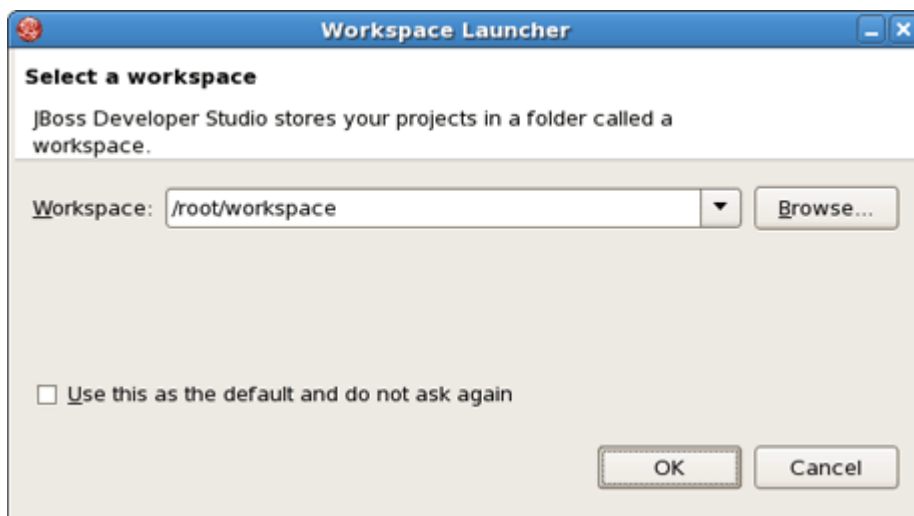 Workspace Launcher
Select a workspace
JBoss Developer Studio stores your projects in a folder called a
workspace.
Workspace: /root/workspace Browse...
Use this as the default and do not ask again
OK Cancel